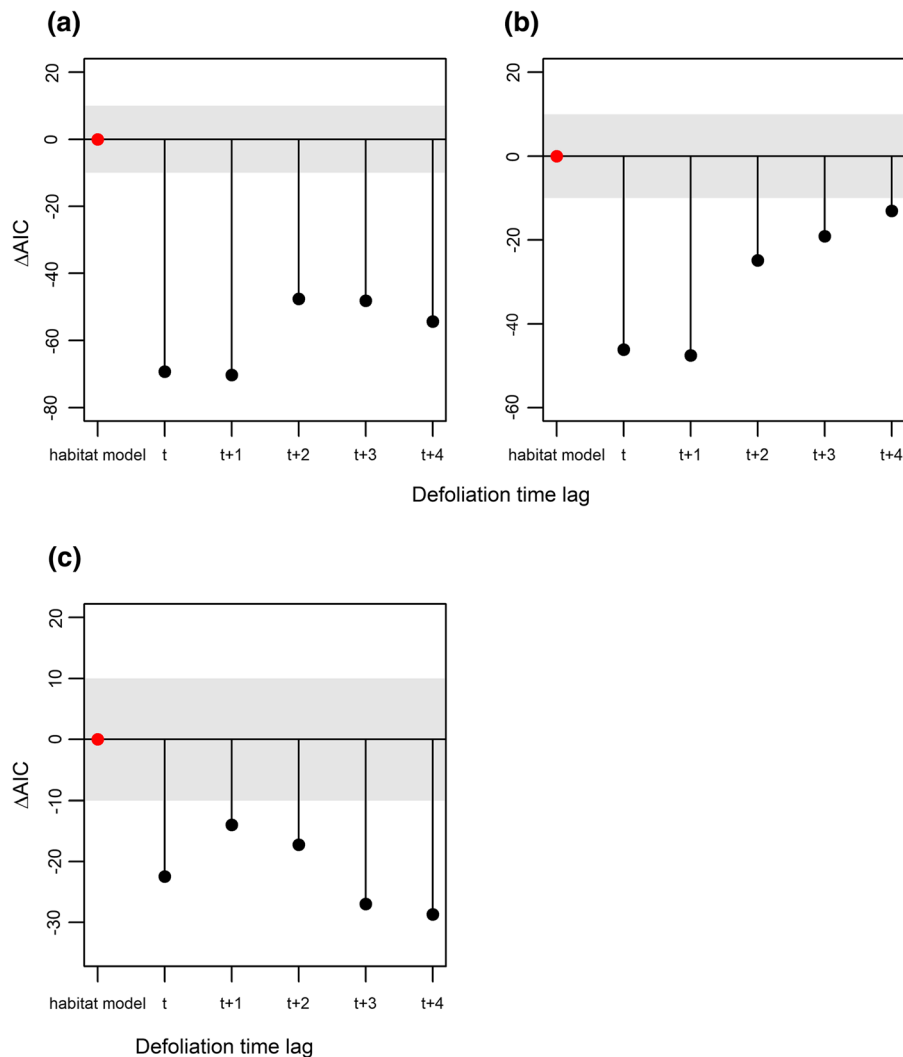 (a)
20
0
-20
-40
-60
-80
ΔAIC
habitat model t t+1 t+2 t+3 t+4
(b)
20
0
-20
-40
-60
habitat model t t+1 t+2 t+3 t+4
Defoliation time lag
(c)
20
10
0
-10
-20
-30
ΔAIC
habitat model t t+1 t+2 t+3 t+4
Defoliation time lag